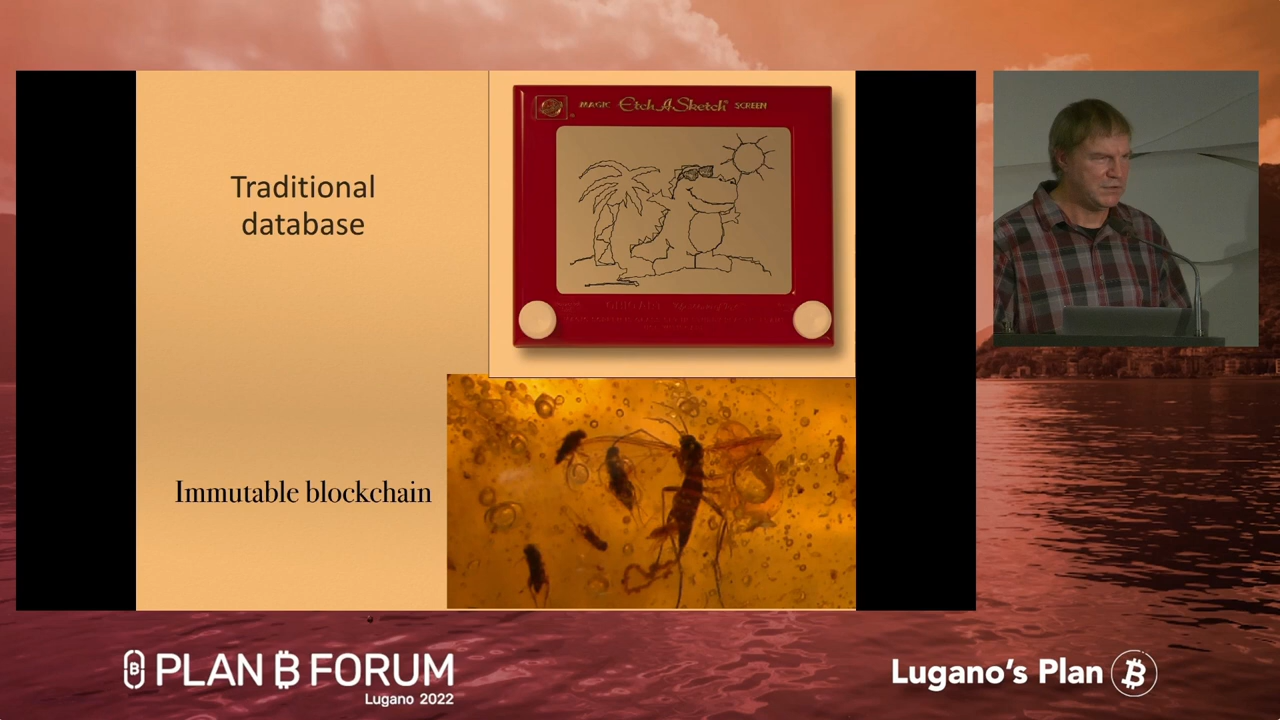 Traditional
database
MAGIC Etch A Sketch SCREEN
Immutable blockchain
PLAN B FORUM
Lugano 2022
Lugano's Plan